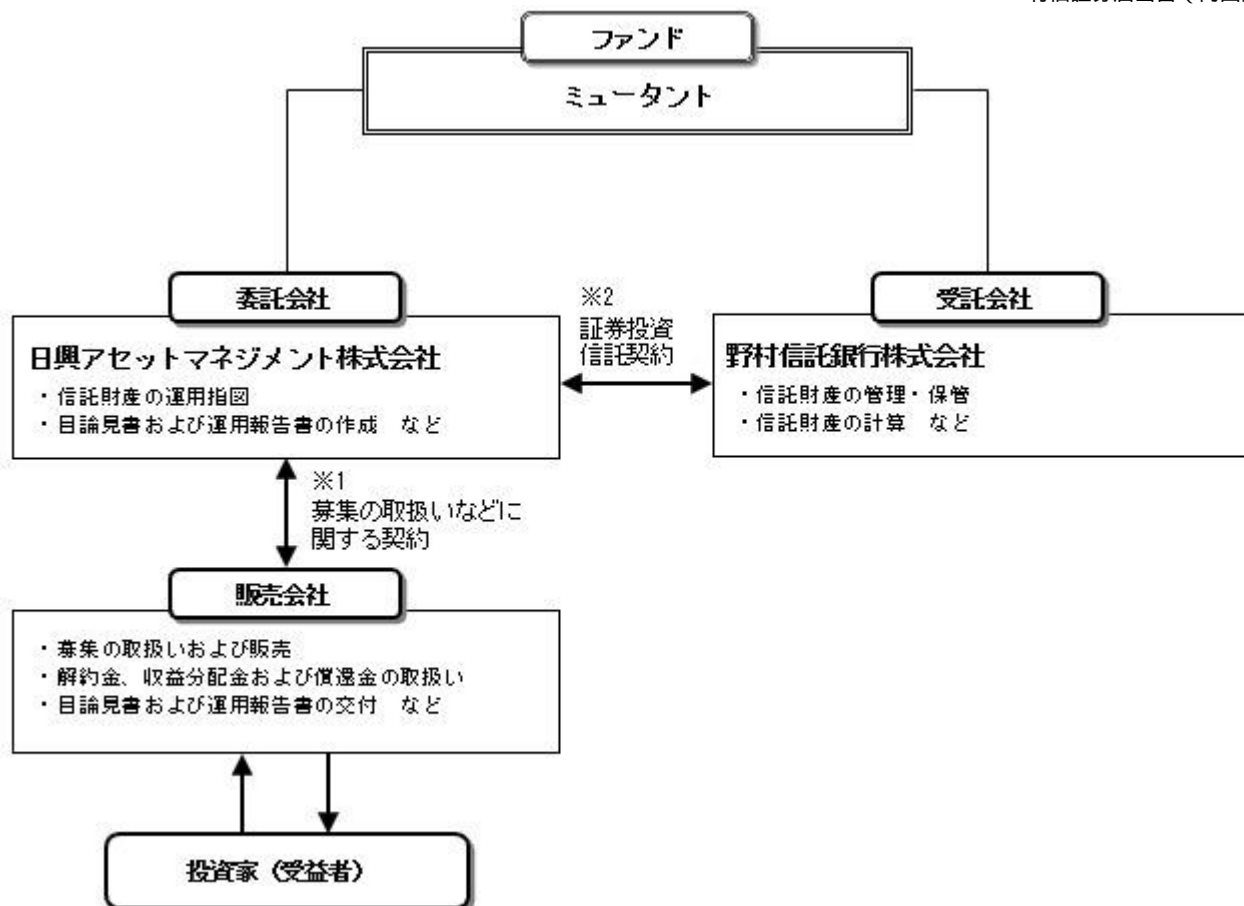 ファンド
ミュータント
委託会社
日興アセットマネジメント株式会社
・信託財産の運用指図
・目論見書および運用報告書の作成　など
※2
証券投資
信託契約
受託会社
野村信託銀行株式会社
・信託財産の管理・保管
・信託財産の計算　など
※1
募集の取扱いなどに
関する契約
販売会社
・募集の取扱いおよび販売
・解約金、収益分配金および償還金の取扱い
・目論見書および運用報告書の交付　など
投資家（受益者）